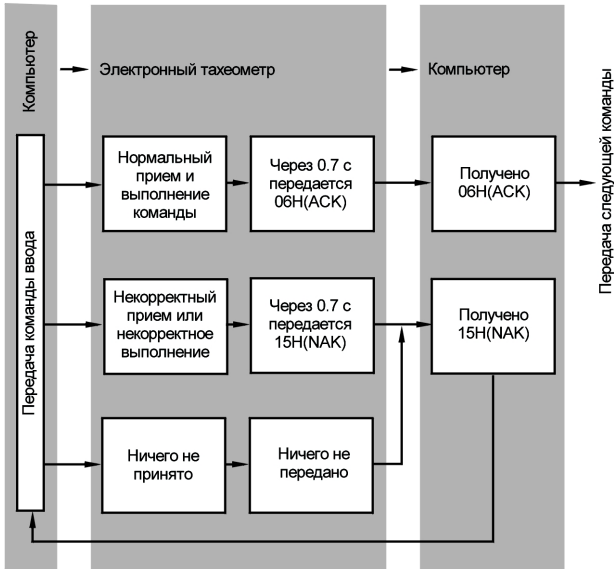 Компьютер
Электронный тахеометр
Компьютер
Передача команды ввода
Нормальный
прием и
выполнение
команды
Через 0.7 с
передается
06H(ACK)
Получено
06H(ACK)
Передача следующей команды
Некорректный
прием или
некорректное
выполнение
Через 0.7 с
передается
15H(NAK)
Получено
15H(NAK)
Ничего не
принято
Ничего не
передано